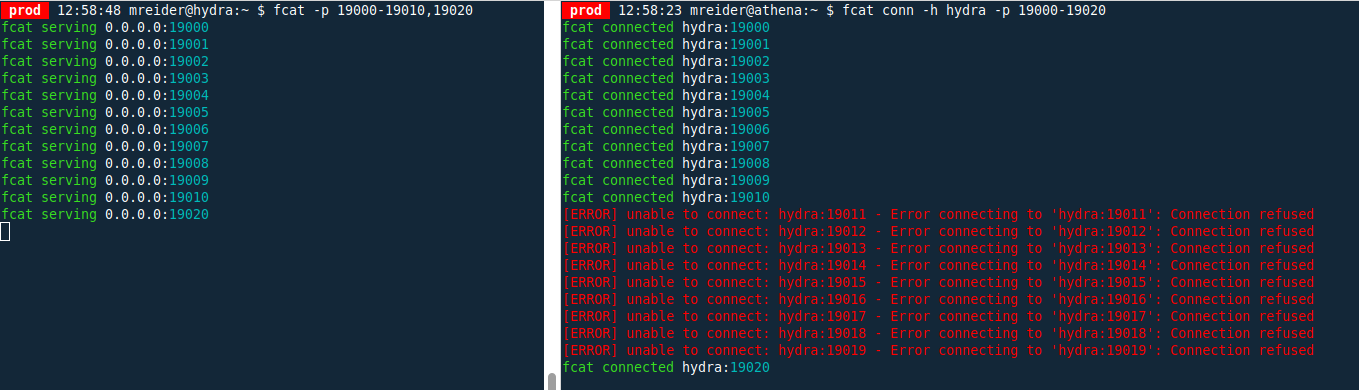 prod 12:58:48 mreider@hydra:~ $ fcat -p 19000-19010,19020
fcat serving 0.0.0.0:19000
fcat serving 0.0.0.0:19001
fcat serving 0.0.0.0:19002
fcat serving 0.0.0.0:19003
fcat serving 0.0.0.0:19004
fcat serving 0.0.0.0:19005
fcat serving 0.0.0.0:19006
fcat serving 0.0.0.0:19007
fcat serving 0.0.0.0:19008
fcat serving 0.0.0.0:19009
fcat serving 0.0.0.0:19010
fcat serving 0.0.0.0:19020
prod 12:58:23 mreider@athena:~ $ fcat conn -h hydra -p 19000-19020
fcat connected hydra:19000
fcat connected hydra:19001
fcat connected hydra:19002
fcat connected hydra:19003
fcat connected hydra:19004
fcat connected hydra:19005
fcat connected hydra:19006
fcat connected hydra:19007
fcat connected hydra:19008
fcat connected hydra:19009
fcat connected hydra:19010
[ERROR] unable to connect: hydra:19011 - Error connecting to 'hydra:19011': Connection refused
[ERROR] unable to connect: hydra:19012 - Error connecting to 'hydra:19012': Connection refused
[ERROR] unable to connect: hydra:19013 - Error connecting to 'hydra:19013': Connection refused
[ERROR] unable to connect: hydra:19014 - Error connecting to 'hydra:19014': Connection refused
[ERROR] unable to connect: hydra:19015 - Error connecting to 'hydra:19015': Connection refused
[ERROR] unable to connect: hydra:19016 - Error connecting to 'hydra:19016': Connection refused
[ERROR] unable to connect: hydra:19017 - Error connecting to 'hydra:19017': Connection refused
[ERROR] unable to connect: hydra:19018 - Error connecting to 'hydra:19018': Connection refused
[ERROR] unable to connect: hydra:19019 - Error connecting to 'hydra:19019': Connection refused
fcat connected hydra:19020